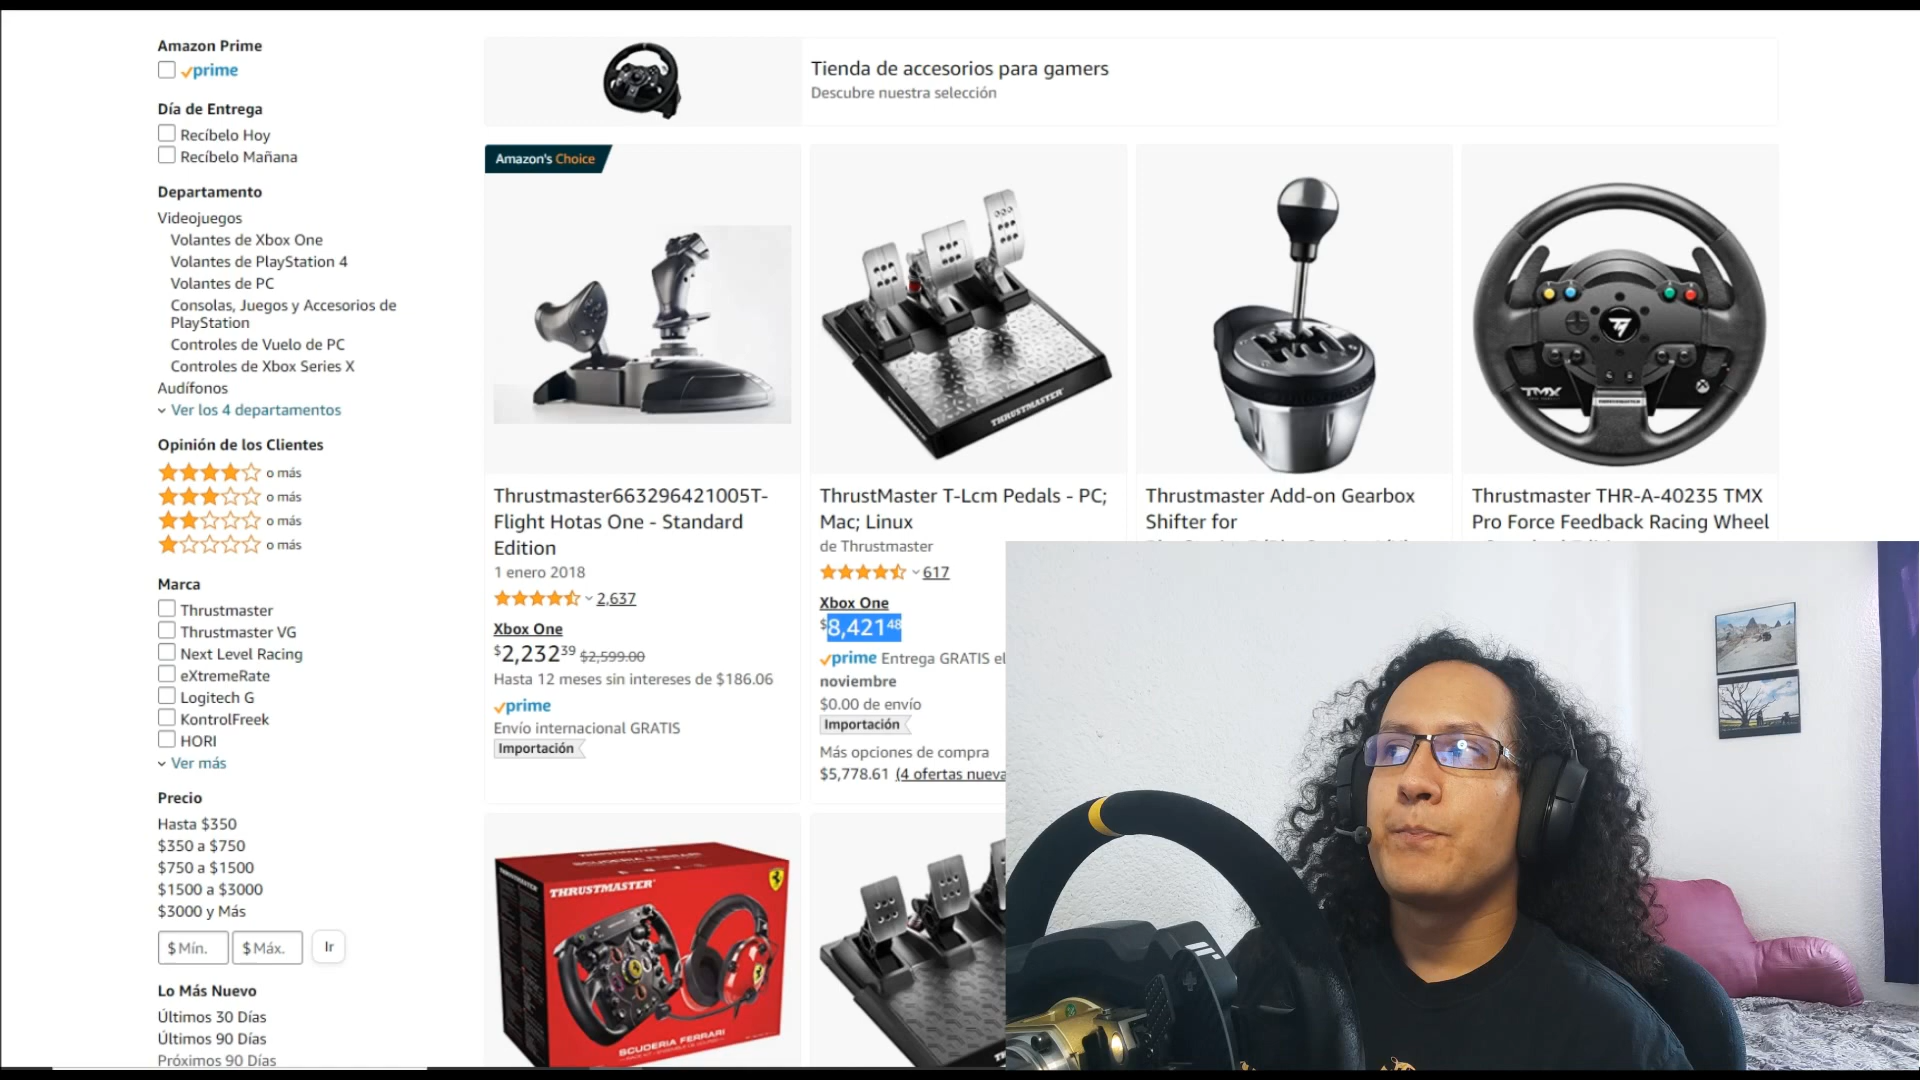 Amazon Prime
prime
Día de Entrega
Recíbelo Hoy
Recíbelo Mañana
Departamento
Videojuegos
Volantes de Xbox One
Volantes de PlayStation 4
Volantes de PC
Consolas, Juegos y Accesorios de
PlayStation
Controles de Vuelo de PC
Controles de Xbox Series X
Audífonos
Ver los 4 departamentos
Opinión de los Clientes
o más
o más
o más
o más
Marca
Thrustmaster
Thrustmaster VG
Next Level Racing
eXtremeRate
Logitech G
KontrolFreek
HORI
Ver más
Precio
Hasta $350
$350 a $750
$750 a $1500
$1500 a $3000
$3000 y Más
$ Mín. $ Máx. Ir
Lo Más Nuevo
Últimos 30 Días
Últimos 90 Días
Próximos 90 Días
Tienda de accesorios para gamers
Descubre nuestra selección
Amazon's Choice
Thrustmaster663296421005T-
Flight Hotas One - Standard
Edition
1 enero 2018
2,637
Xbox One
$2,232.39 $2,599.00
Hasta 12 meses sin intereses de $186.06
prime
Envío internacional GRATIS
Importación
THRUSTMASTER
ThrustMaster T-Lcm Pedals - PC;
Mac; Linux
de Thrustmaster
617
Xbox One
$8,421.48
prime Entrega GRATIS el
noviembre
$0.00 de envío
Importación
Más opciones de compra
$5,778.61 (4 ofertas nueva
Thrustmaster Add-on Gearbox
Shifter for
TMX
Thrustmaster THR-A-40235 TMX
Pro Force Feedback Racing Wheel
THRUSTMASTER
SCUDERIA FERRARI
SCUDERIA FERRARI